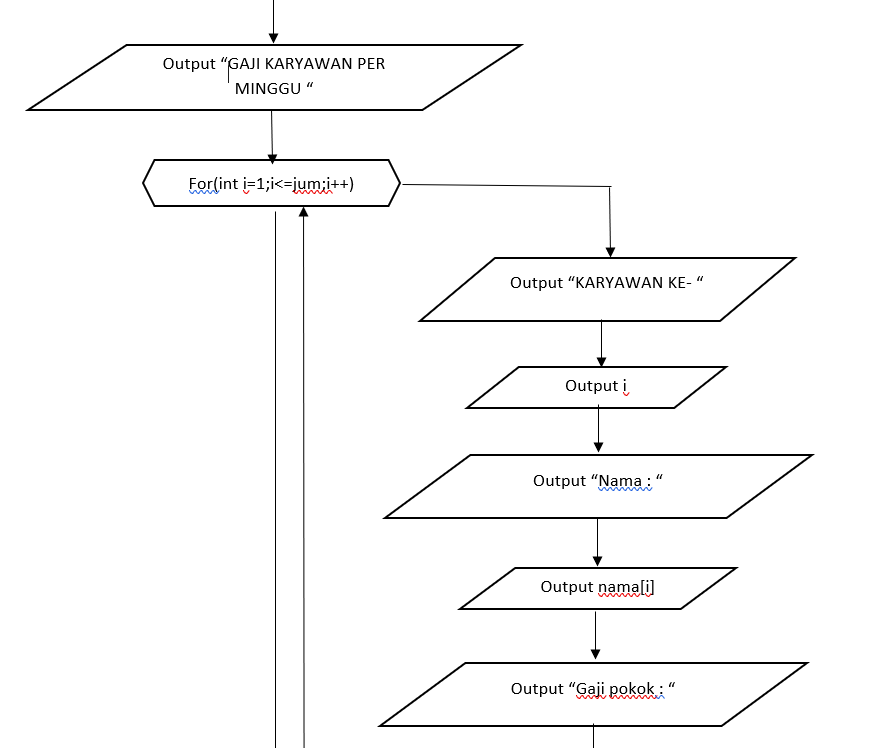 Output “GAJI KARYAWAN PER
MINGGU “
For(int i=1;i<=jum;i++)
Output “KARYAWAN KE- “
Output i
Output “Nama : “
Output nama[i]
Output “Gaji pokok : “